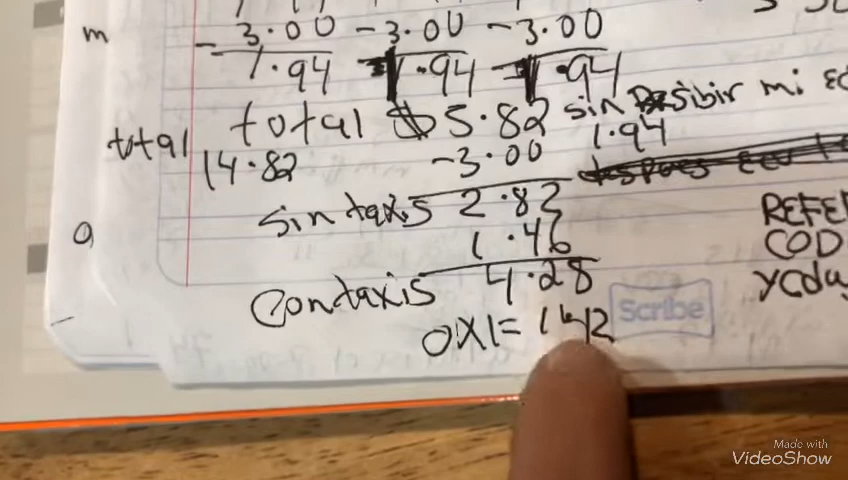 m
- 3.00 - 3.00 - 3.00
1.94 1.94 1.94
total $5.82 sin mi
total 14.82 - 3.00 1.94
sin taxis 2.82
a 1.46
Con taxis 4.28
0X1=
Scribe
REFE
COD
Made with
VideoShow